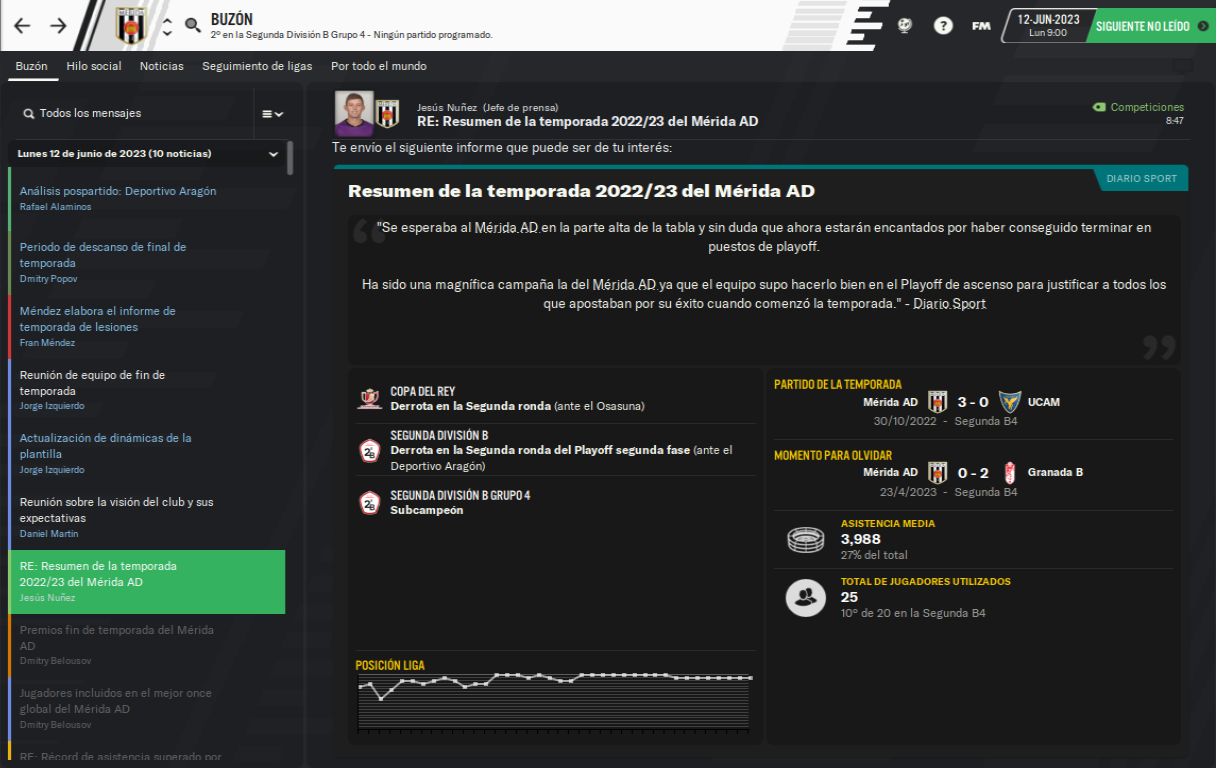 BUZÓN
2º en la Segunda División B Grupo 4 - Ningún partido programado.
?
FM
12-JUN-2023
Lun 9:00
SIGUIENTE NO LEÍDO
Buzón
Hilo social
Noticias
Seguimiento de ligas
Por todo el mundo
Todos los mensajes
Lunes 12 de junio de 2023 (10 noticias)
Análisis pospartido: Deportivo Aragón
Rafael Alaminos
Periodo de descanso de final de
temporada
Dmitry Popov
Méndez elabora el informe de
temporada de lesiones
Fran Méndez
Reunión de equipo de fin de
temporada
Jorge Izquierdo
Actualización de dinámicas de la
plantilla
Jorge Izquierdo
Reunión sobre la visión del club y sus
expectativas
Daniel Martín
RE: Resumen de la temporada
2022/23 del Mérida AD
Jesús Nuñez
Premios fin de temporada del Mérida
AD
Dmitry Belousov
Jugadores incluidos en el mejor once
global del Mérida AD
Dmitry Belousov
RE: Récord de asistencia superado por
Jesús Nuñez (Jefe de prensa)
RE: Resumen de la temporada 2022/23 del Mérida AD
Competiciones
8:47
Te envío el siguiente informe que puede ser de tu interés:
DIARIO SPORT
Resumen de la temporada 2022/23 del Mérida AD
"Se esperaba al Mérida AD en la parte alta de la tabla y sin duda que ahora estarán encantados por haber conseguido terminar en
puestos de playoff.
Ha sido una magnífica campaña la del Mérida AD ya que el equipo supo hacerlo bien en el Playoff de ascenso para justificar a todos los
que apostaban por su éxito cuando comenzó la temporada." - Diario Sport
COPA DEL REY
Derrota en la Segunda ronda (ante el Osasuna)
SEGUNDA DIVISIÓN B
Derrota en la Segunda ronda del Playoff segunda fase (ante el
Deportivo Aragón)
SEGUNDA DIVISIÓN B GRUPO 4
Subcampeón
POSICIÓN LIGA
PARTIDO DE LA TEMPORADA
Mérida AD 3 - 0 UCAM
30/10/2022 - Segunda B4
MOMENTO PARA OLVIDAR
Mérida AD 0 - 2 Granada B
23/4/2023 - Segunda B4
ASISTENCIA MEDIA
3,988
27% del total
TOTAL DE JUGADORES UTILIZADOS
25
10º de 20 en la Segunda B4